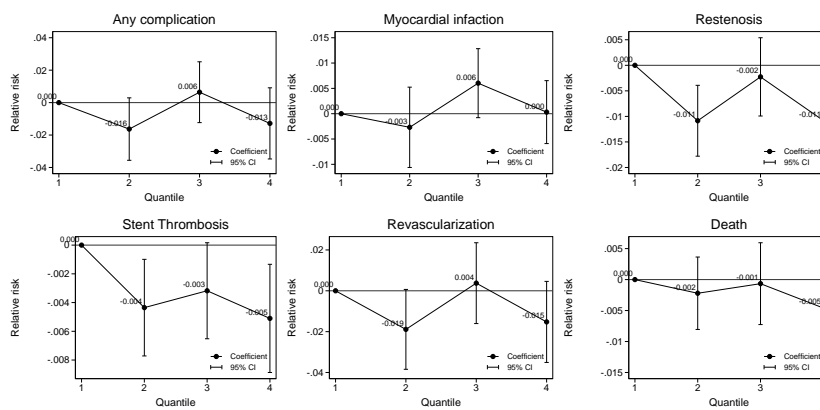 Any complication
Relative risk
.04
.02
0
-.02
-.04
0.000
-0.016
0.006
-0.013
Coefficient
95% CI
1 2 3 4
Quantile
Myocardial infaction
Relative risk
.015
.01
.005
0
-.005
-.01
0.000
-0.003
0.006
0.000
Coefficient
95% CI
1 2 3 4
Quantile
Restenosis
Relative risk
.005
0
-.005
-.01
-.015
-.02
0.000
-0.011
-0.002
-0.011
Coefficient
95% CI
1 2 3
Quantile
Stent Thrombosis
Relative risk
0
-.002
-.004
-.006
-.008
0.000
-0.004
-0.003
-0.005
Coefficient
95% CI
1 2 3 4
Quantile
Revascularization
Relative risk
.02
0
-.02
-.04
0.000
-0.019
0.004
-0.015
Coefficient
95% CI
1 2 3 4
Quantile
Death
Relative risk
.005
0
-.005
-.01
-.015
0.000
-0.002
-0.001
-0.005
Coefficient
95% CI
1 2 3
Quantile